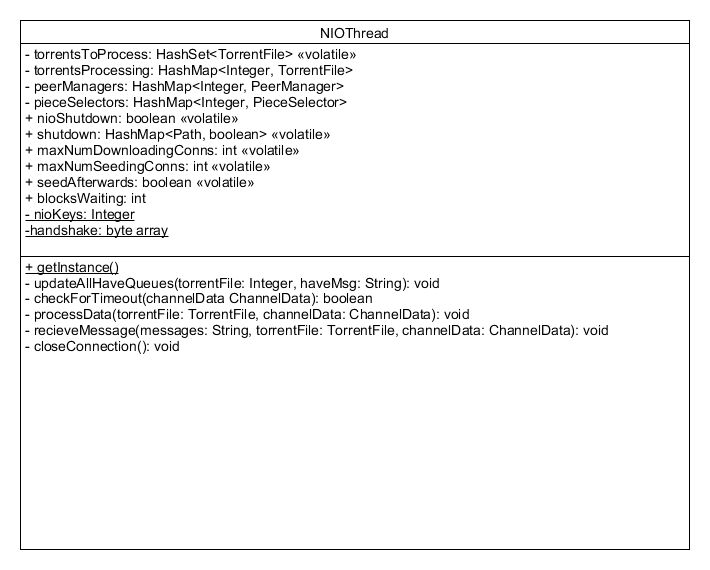 NIOThread
- torrentsToProcess: HashSet<TorrentFile> «volatile»
- torrentsProcessing: HashMap<Integer, TorrentFile>
- peerManagers: HashMap<Integer, PeerManager>
- pieceSelectors: HashMap<Integer, PieceSelector>
+ nioShutdown: boolean «volatile»
+ shutdown: HashMap<Path, boolean> «volatile»
+ maxNumDownloadingConns: int «volatile»
+ maxNumSeedingConns: int «volatile»
+ seedAfterwards: boolean «volatile»
+ blocksWaiting: int
- nioKeys: Integer
-handshake: byte array
+ getInstance()
- updateAllHaveQueues(torrentFile: Integer, haveMsg: String): void
- checkForTimeout(channelData ChannelData): boolean
- processData(torrentFile: TorrentFile, channelData: ChannelData): void
- recieveMessage(messages: String, torrentFile: TorrentFile, channelData: ChannelData): void
- closeConnection(): void